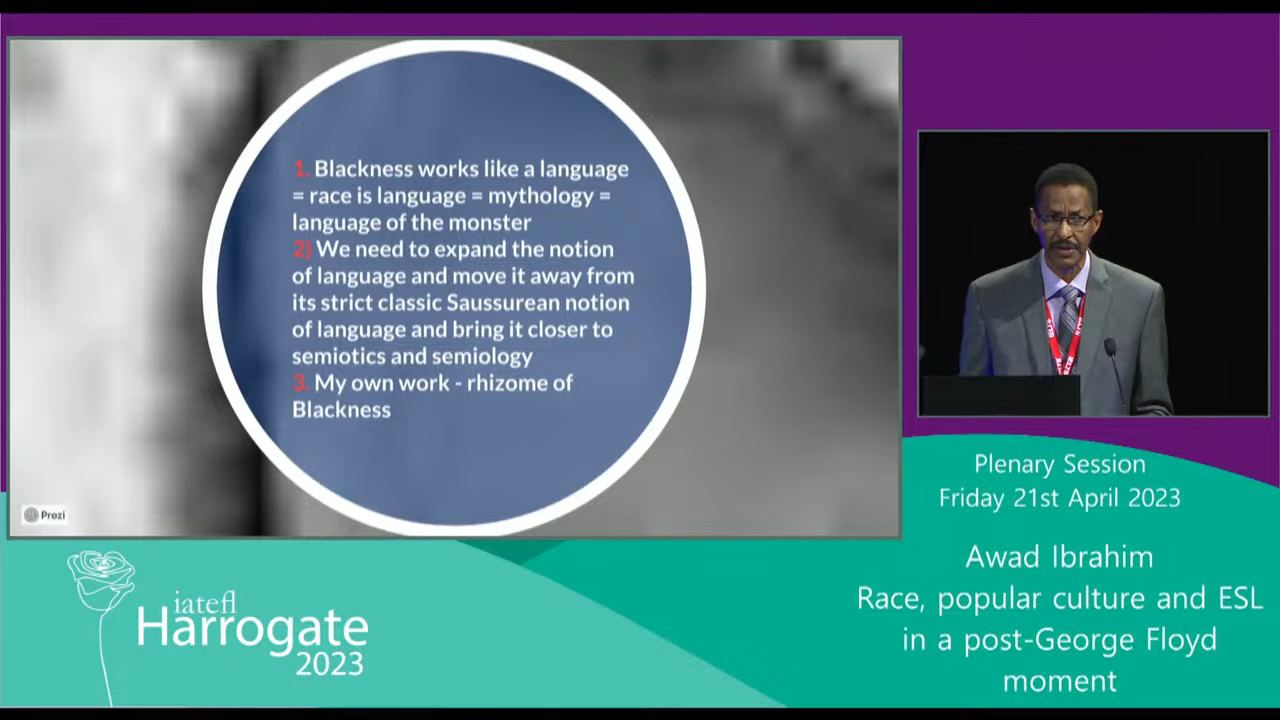 1. Blackness works like a language
= race is language = mythology =
language of the monster
2) We need to expand the notion
of language and move it away from
its strict classic Saussurean notion
of language and bring it closer to
semiotics and semiology
3. My own work - rhizome of
Blackness
Prezi
Plenary Session
Friday 21st April 2023
Awad Ibrahim
Race, popular culture and ESL
in a post-George Floyd
moment
iatefl
Harrogate
2023